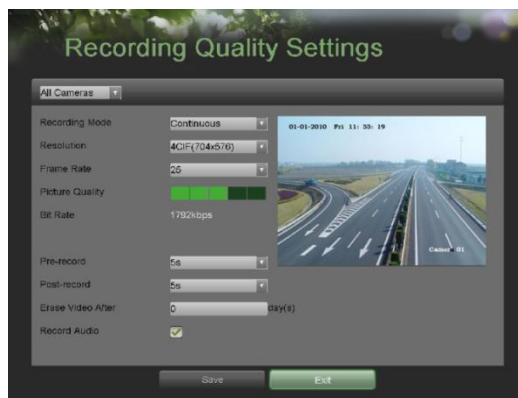 Recording Quality Settings
All Cameras
Recording Mode Continuous
Resolution 4CIF(704x576)
Frame Rate 25
Picture Quality
Bit Rate 1792kbps
Pre-record 5s
Post-record 5s
Erase Video After 0 day(s)
Record Audio
01-01-2010 Fri 11: 53: 19
Camera 01
Save Exit